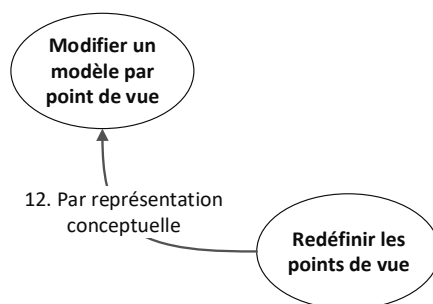 Modifier un
modèle par
point de vue
12. Par représentation
conceptuelle
Redéfinir les
points de vue